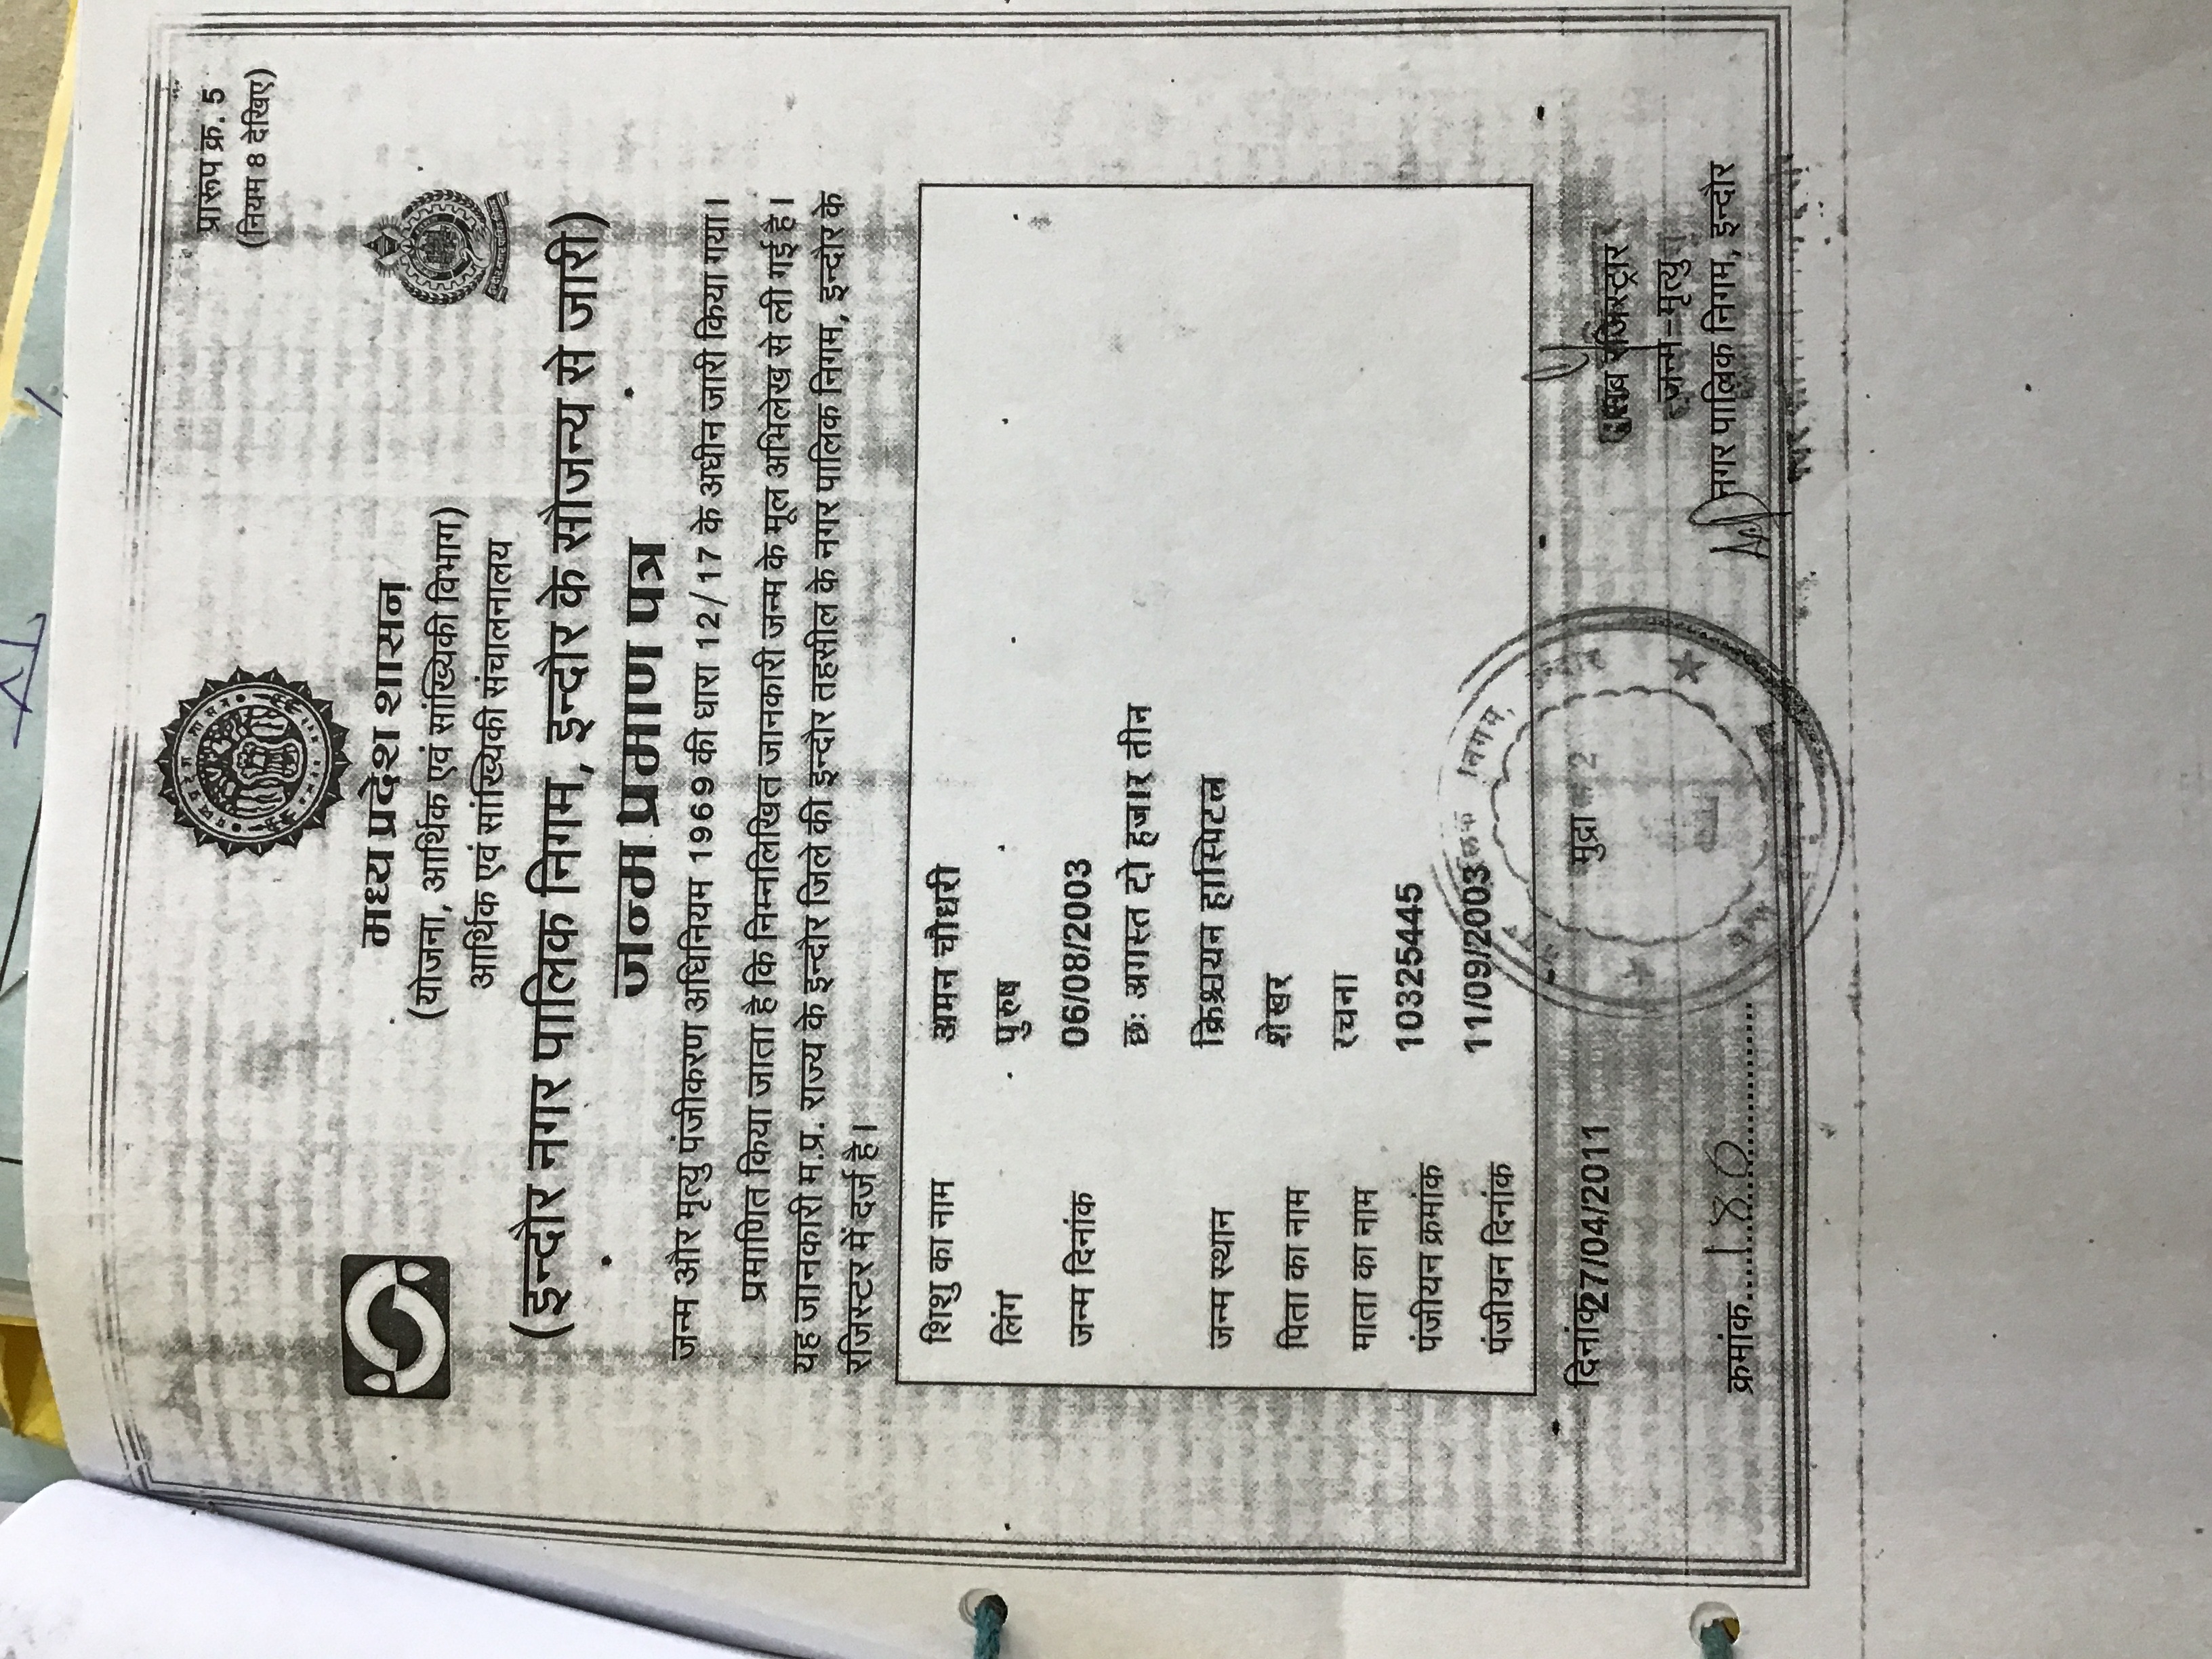 प्रारूप क्र. 5
(नियम 8 देखिए)
मध्य प्रदेश शासन
(योजना, आर्थिक एवं सांख्यिकी विभाग)
आर्थिक एवं सांख्यिकी संचालनालय
(इन्दौर नगर पालिक निगम, इन्दौर के सौजन्य से जारी)
जन्म प्रमाण पत्र
जन्म और मृत्यु पंजीकरण अधिनियम 1969 की धारा 12/17 के अधीन जारी किया गया।
प्रमाणित किया जाता है कि निम्नलिखित जानकारी जन्म के मूल अभिलेख से ली गई है।
यह जानकारी म.प्र. राज्य के इन्दौर जिले की इन्दौर तहसील के नगर पालिक निगम, इन्दौर के
रजिस्टर में दर्ज है।
शिशु का नाम अमन चौधरी
लिंग पुरुष
जन्म दिनांक 06/08/2003
छः अगस्त दो हजार तीन
जन्म स्थान क्रिश्चयन हास्पिटल
पिता का नाम शेखर
माता का नाम रचना
पंजीयन क्रमांक 10325445
पंजीयन दिनांक 11/09/2003
दिनांक 27/04/2011 मुद्रा
सब रजिस्ट्रार
जन्म-मृत्यु
नगर पालिक निगम, इन्दौर
क्रमांक....180....